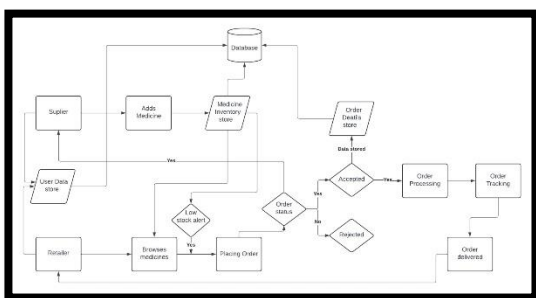 Database
Suplier
Adds
Medicine
Medicine
Inventory
store
Order
Deatils
store
Data stored
Yes
User Data
store
Low
stock alert
Yes
Order
status
Yes
No
Accepted
Yes
Rejected
Order
Processing
Order
Tracking
Retailer
Browses
medicines
Placing Order
Order
delivered